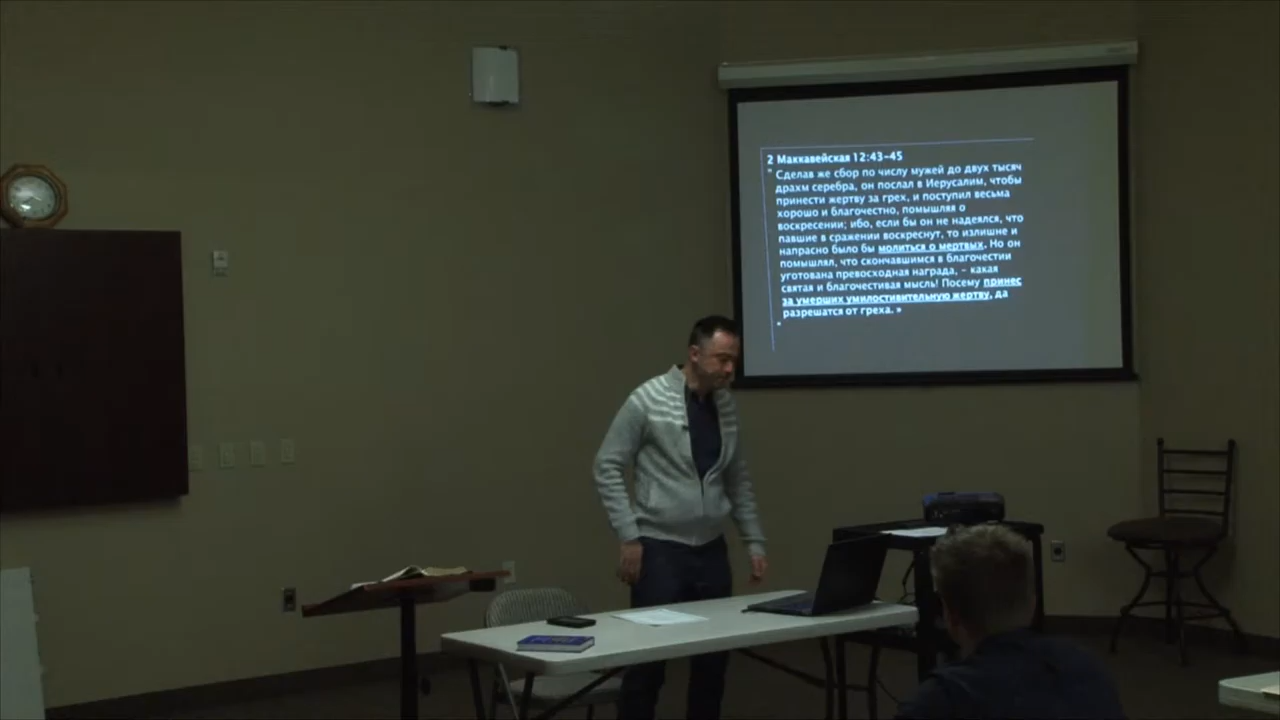 2 Маккавейская 12:43-45
" Сделав же сбор по числу мужей до двух тысяч
драхм серебра, он послал в Иерусалим, чтобы
принести жертву за грех, и поступил весьма
хорошо и благочестно, помышляя о
воскресении; ибо, если бы он не надеялся, что
павшие в сражении воскреснут, то излишне и
напрасно было бы молиться о мертвых. Но он
помышлял, что скончавшимся в благочестии
уготована превосходная награда, - какая
святая и благочестивая мысль! Посему принес
за умерших умилостивительную жертву, да
разрешатся от греха. »
"